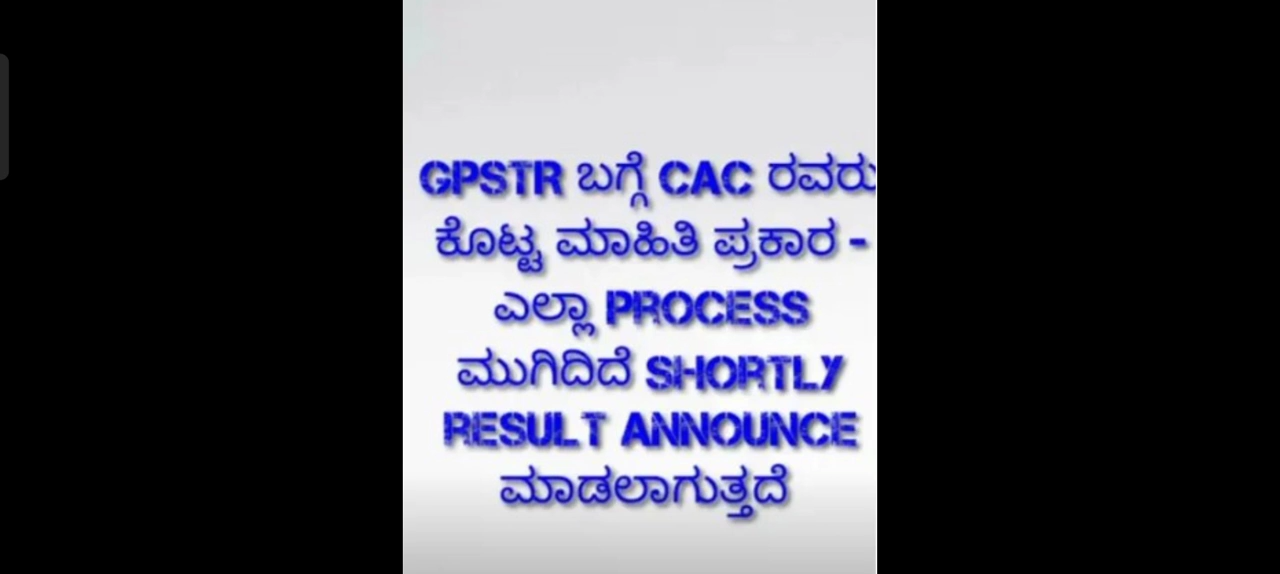 GPSTR ಬಗ್ಗೆ CAC ರವರು
ಕೊಟ್ಟ ಮಾಹಿತಿ ಪ್ರಕಾರ -
ಎಲ್ಲಾ PROCESS
ಮುಗಿದಿದೆ SHORTLY
RESULT ANNOUNCE
ಮಾಡಲಾಗುತ್ತದೆ